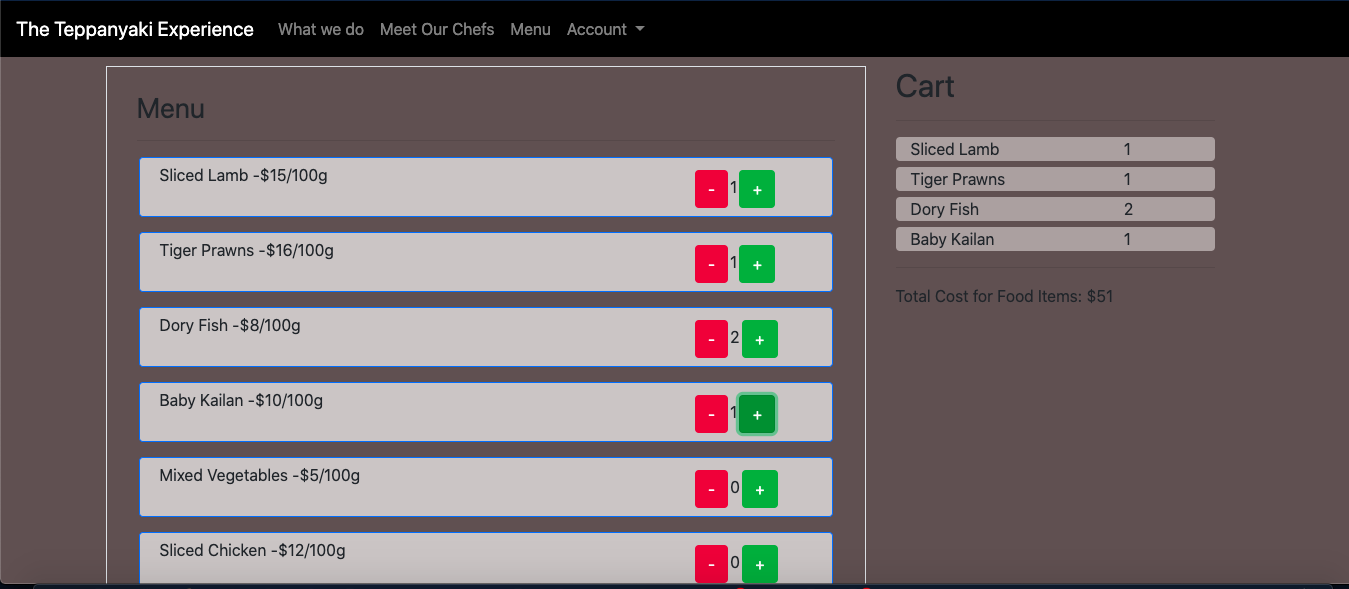 The Teppanyaki Experience What we do Meet Our Chefs Menu Account
Menu
Sliced Lamb -$15/100g - 1 +
Tiger Prawns -$16/100g - 1 +
Dory Fish -$8/100g - 2 +
Baby Kailan -$10/100g - 1 +
Mixed Vegetables -$5/100g - 0 +
Sliced Chicken -$12/100g - 0 +
Cart
Sliced Lamb 1
Tiger Prawns 1
Dory Fish 2
Baby Kailan 1
Total Cost for Food Items: $51